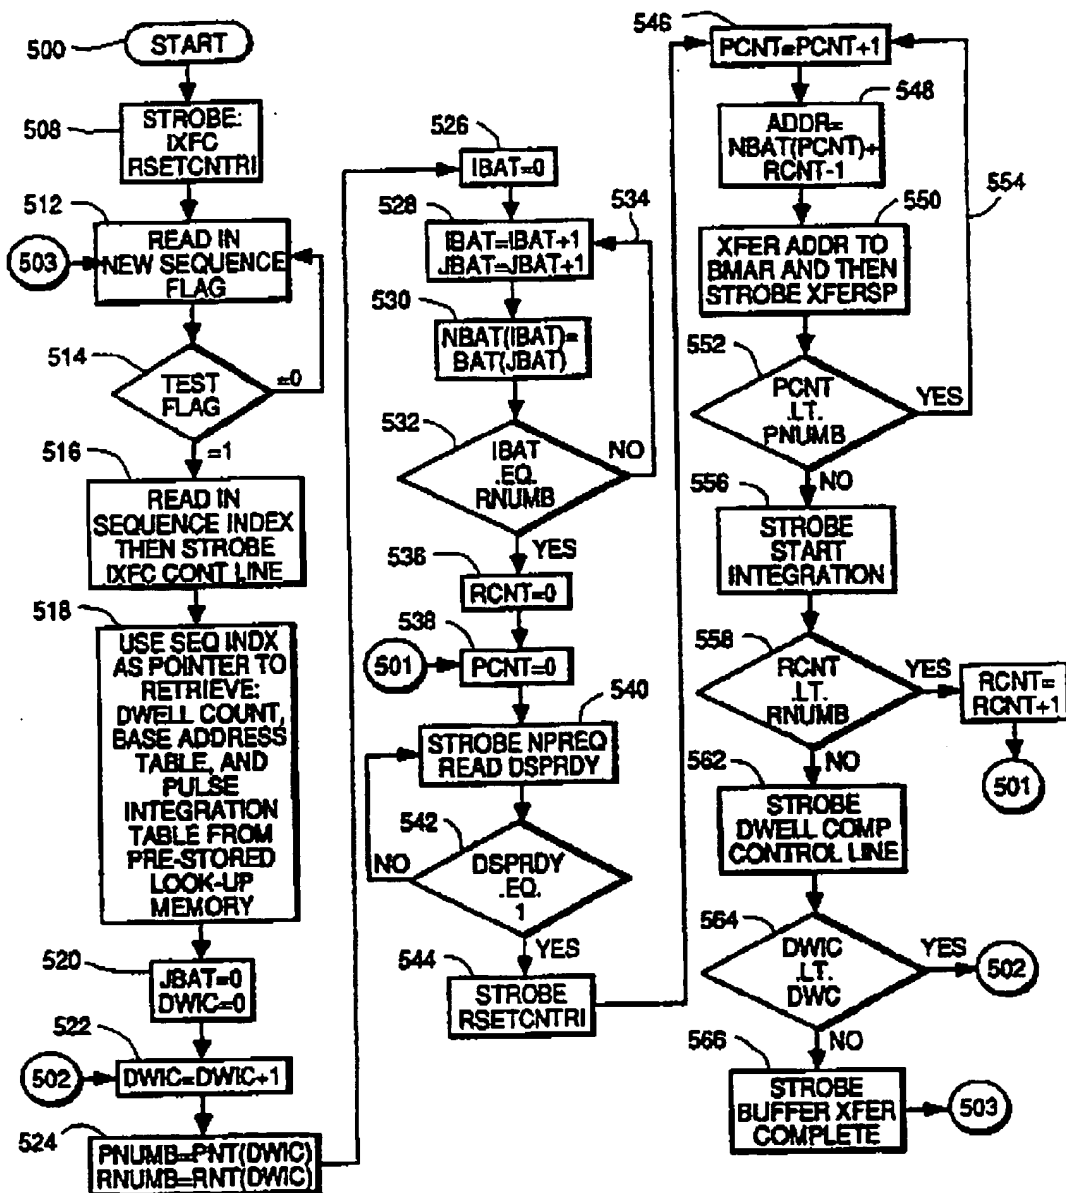 500
START
508
STROBE:
IXFC
RSETCNTRI
512
503
READ IN
NEW SEQUENCE
FLAG
514
TEST
FLAG
=0
=1
516
READ IN
SEQUENCE INDEX
THEN STROBE
IXFC CONT LINE
518
USE SEQ INDX
AS POINTER TO
RETRIEVE:
DWELL COUNT,
BASE ADDRESS
TABLE, AND
PULSE
INTEGRATION
TABLE FROM
PRE-STORED
LOOK-UP
MEMORY
520
JBAT=0
DWIC=0
522
502
DWIC=DWIC+1
524
PNUMB=PNT(DWIC)
RNUMB=RNT(DWIC)
526
IBAT=0
528
534
IBAT=IBAT+1
JBAT=JBAT+1
530
NBAT(IBAT)=
BAT(JBAT)
532
IBAT
.EQ.
RNUMB
NO
YES
536
RCNT=0
538
501
PCNT=0
540
STROBE NPREQ
READ DSPRDY
542
NO
DSPRDY
.EQ.
1
YES
544
STROBE
RSETCNTRI
546
PCNT=PCNT+1
548
ADDR=
NBAT(PCNT)+
RCNT-1
554
550
XFER ADDR TO
BMAR AND THEN
STROBE XFERSP
552
PCNT
.LT.
PNUMB
YES
NO
556
STROBE
START
INTEGRATION
558
RCNT
.LT.
RNUMB
YES
RCNT=
RCNT+1
501
NO
562
STROBE
DWELL COMP
CONTROL LINE
564
DWIC
.LT.
DWC
YES
502
NO
566
STROBE
BUFFER XFER
COMPLETE
503